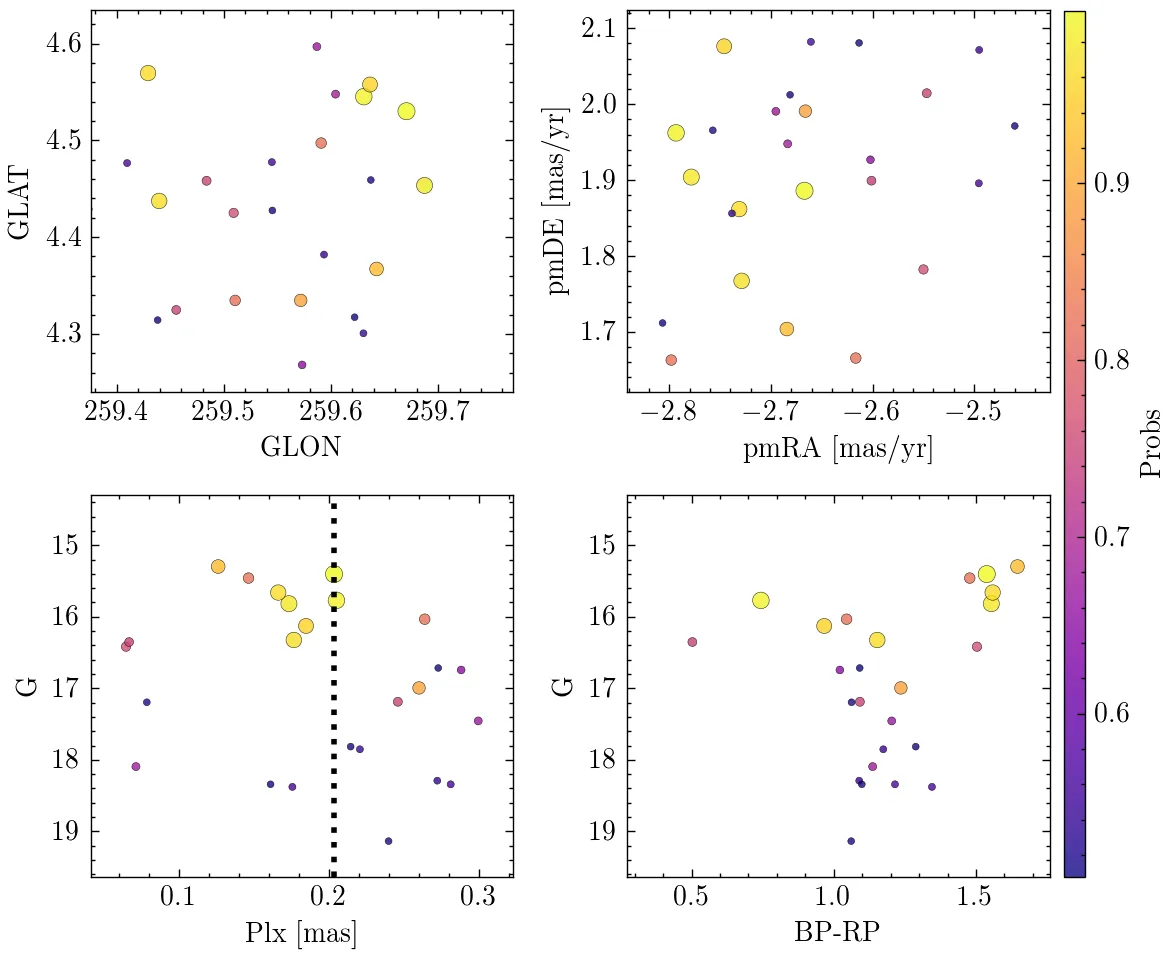 4.6
4.5
4.4
4.3
GLAT
259.4 259.5 259.6 259.7
GLON
2.1
2.0
1.9
1.8
1.7
pmDE [mas/yr]
−2.8 −2.7 −2.6 −2.5
pmRA [mas/yr]
15
16
17
18
19
G
0.1 0.2 0.3
Plx [mas]
15
16
17
18
19
G
0.5 1.0 1.5
BP-RP
0.9
0.8
0.7
0.6
Probs